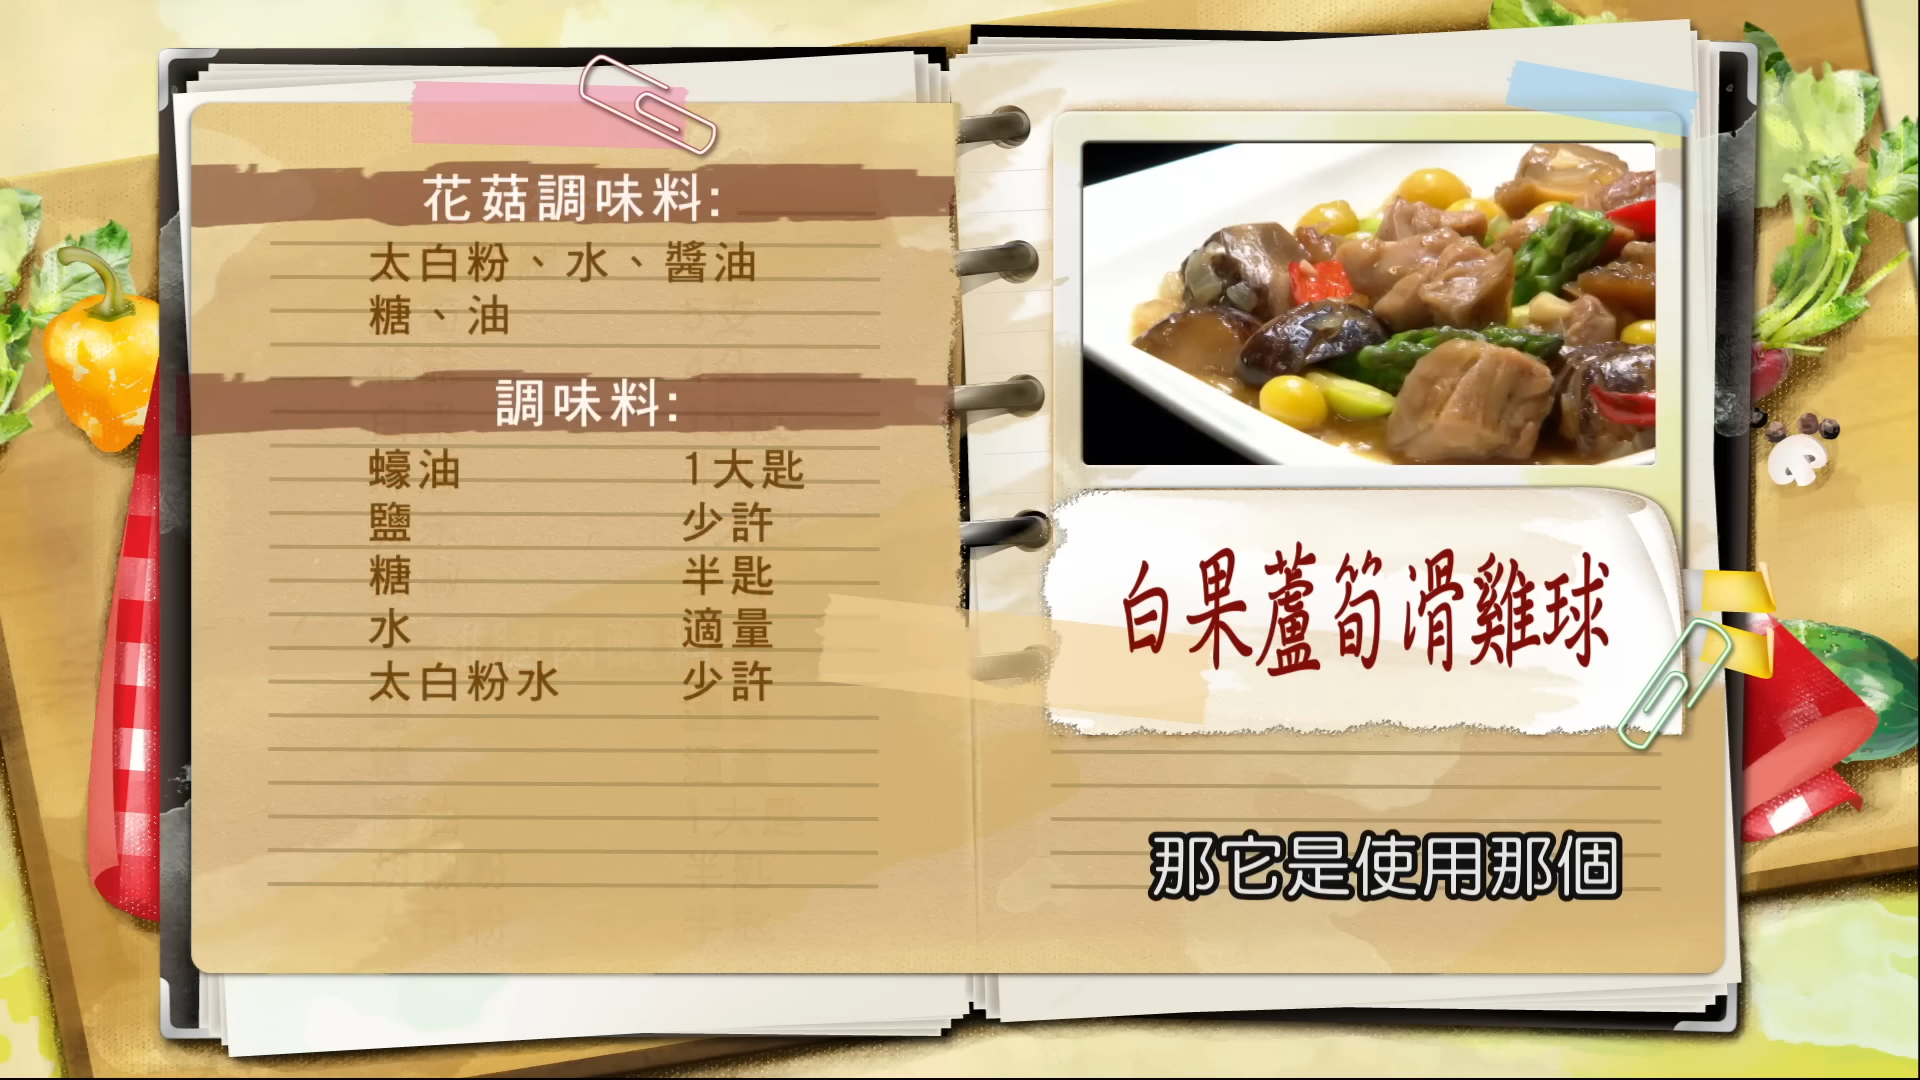 花菇調味料:
太白粉、水、醬油
糖、油
調味料:
蠔油 1大匙
鹽 少許
糖 半匙
水 適量
太白粉水 少許
白果蘆筍滑雞球
那它是使用那個